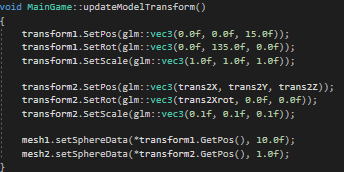 void MainGame::updateModelTransform()
{
transform1.SetPos(glm::vec3(0.0f, 0.0f, 15.0f));
transform1.SetRot(glm::vec3(0.0f, 135.0f, 0.0f));
transform1.SetScale(glm::vec3(1.0f, 1.0f, 1.0f));
transform2.SetPos(glm::vec3(trans2X, trans2Y, trans2Z));
transform2.SetRot(glm::vec3(trans2Xrot, 0.0f, 0.0f));
transform2.SetScale(glm::vec3(0.1f, 0.1f, 0.1f));
mesh1.setSphereData(*transform1.GetPos(), 10.0f);
mesh2.setSphereData(*transform2.GetPos(), 1.0f);
}